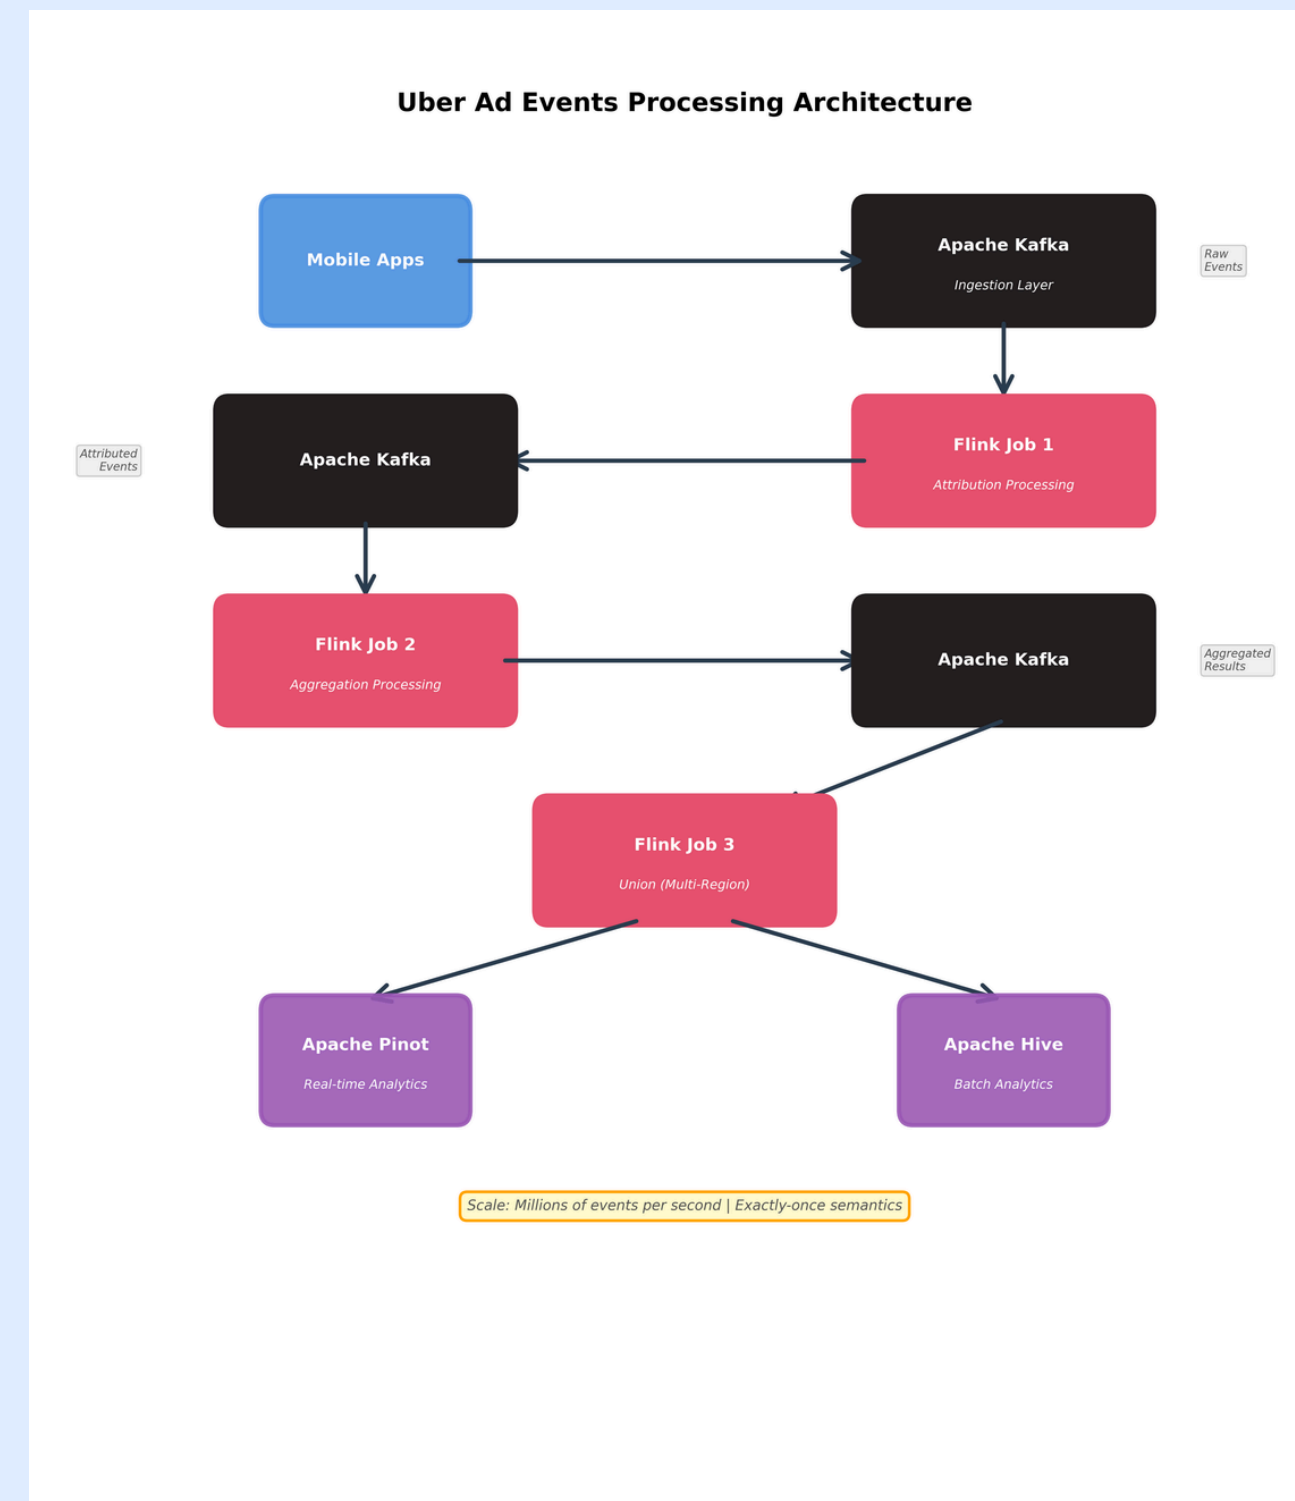 Uber Ad Events Processing Architecture
Mobile Apps
Apache Kafka
Ingestion Layer
Raw
Events
Attributed
Events
Apache Kafka
Flink Job 1
Attribution Processing
Flink Job 2
Aggregation Processing
Apache Kafka
Aggregated
Results
Flink Job 3
Union (Multi-Region)
Apache Pinot
Real-time Analytics
Apache Hive
Batch Analytics
Scale: Millions of events per second | Exactly-once semantics